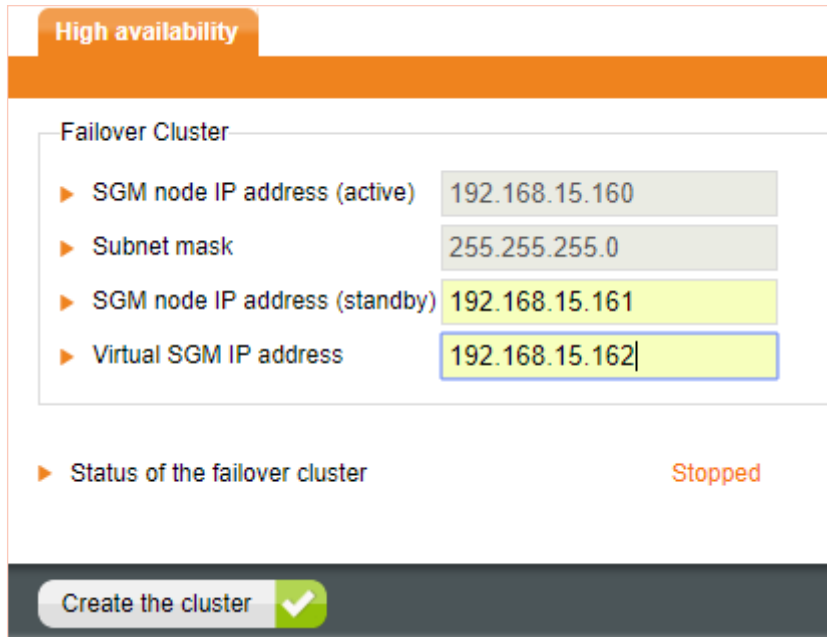 High availability
Failover Cluster
SGM node IP address (active) 192.168.15.160
Subnet mask 255.255.255.0
SGM node IP address (standby) 192.168.15.161
Virtual SGM IP address 192.168.15.162
Status of the failover cluster Stopped
Create the cluster